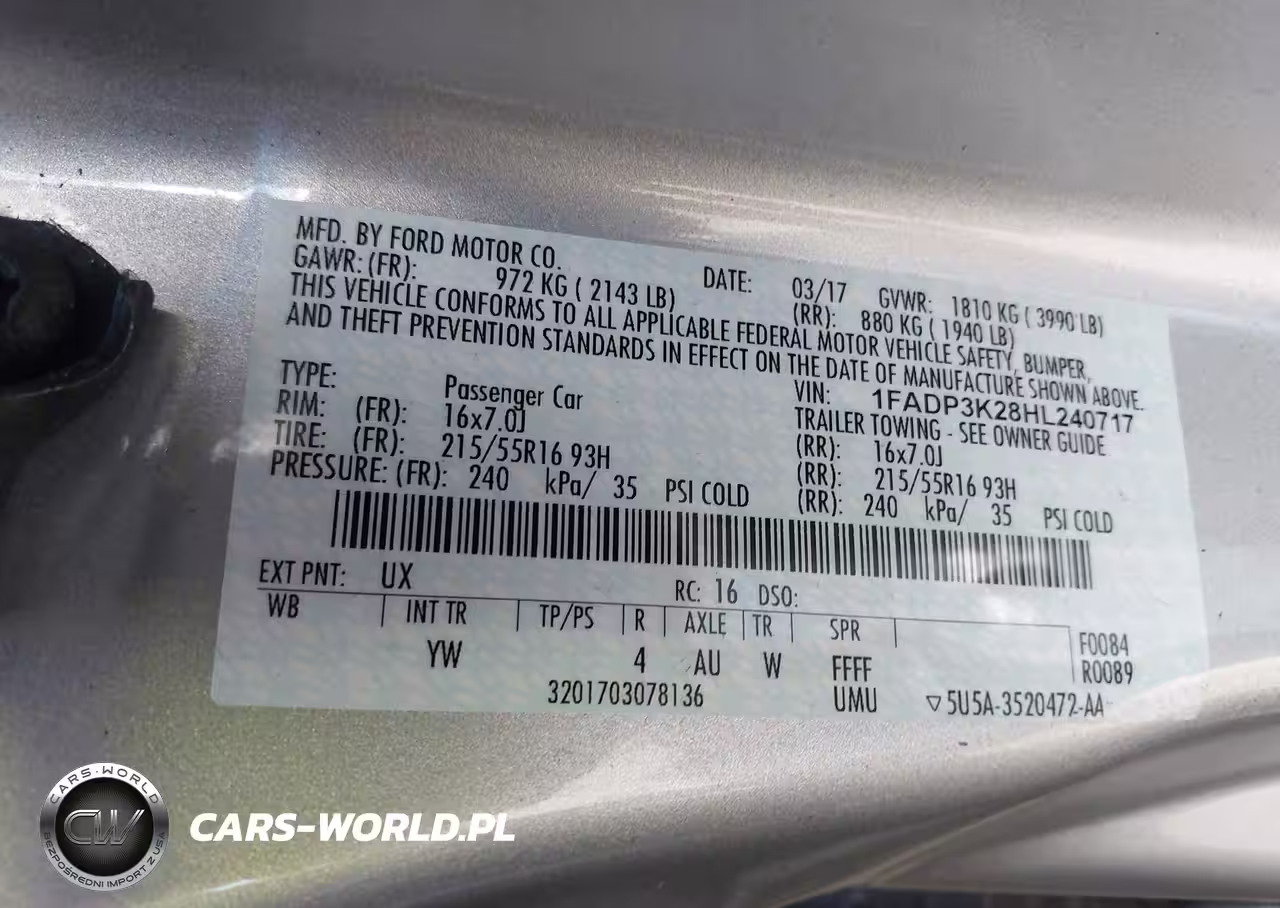 MFD. BY FORD MOTOR CO. DATE: 03/17 GVWR: 1810 KG ( 3990 LB)
GAWR: (FR): 972 KG ( 2143 LB) (RR): 880 KG ( 1940 LB)
THIS VEHICLE CONFORMS TO ALL APPLICABLE FEDERAL MOTOR VEHICLE SAFETY, BUMPER,
AND THEFT PREVENTION STANDARDS IN EFFECT ON THE DATE OF MANUFACTURE SHOWN ABOVE.
VIN: 1FADP3K28HL240717
TYPE: Passenger Car TRAILER TOWING - SEE OWNER GUIDE
RIM: (FR): 16x7.0J (RR): 16x7.0J
TIRE: (FR): 215/55R16 93H (RR): 215/55R16 93H
PRESSURE: (FR): 240 kPa/ 35 PSI COLD (RR): 240 kPa/ 35 PSI COLD
EXT PNT: UX RC: 16 DSO:
WB | INT TR | TP/PS | R | AXLE | TR | SPR | F0084
YW 4 AU W FFFF R0089
3201703078136 UMU ▽ 5U5A-3520472-AA
CARS-WORLD
CW
BEZPOŚREDNI IMPORT Z USA
CARS-WORLD.PL